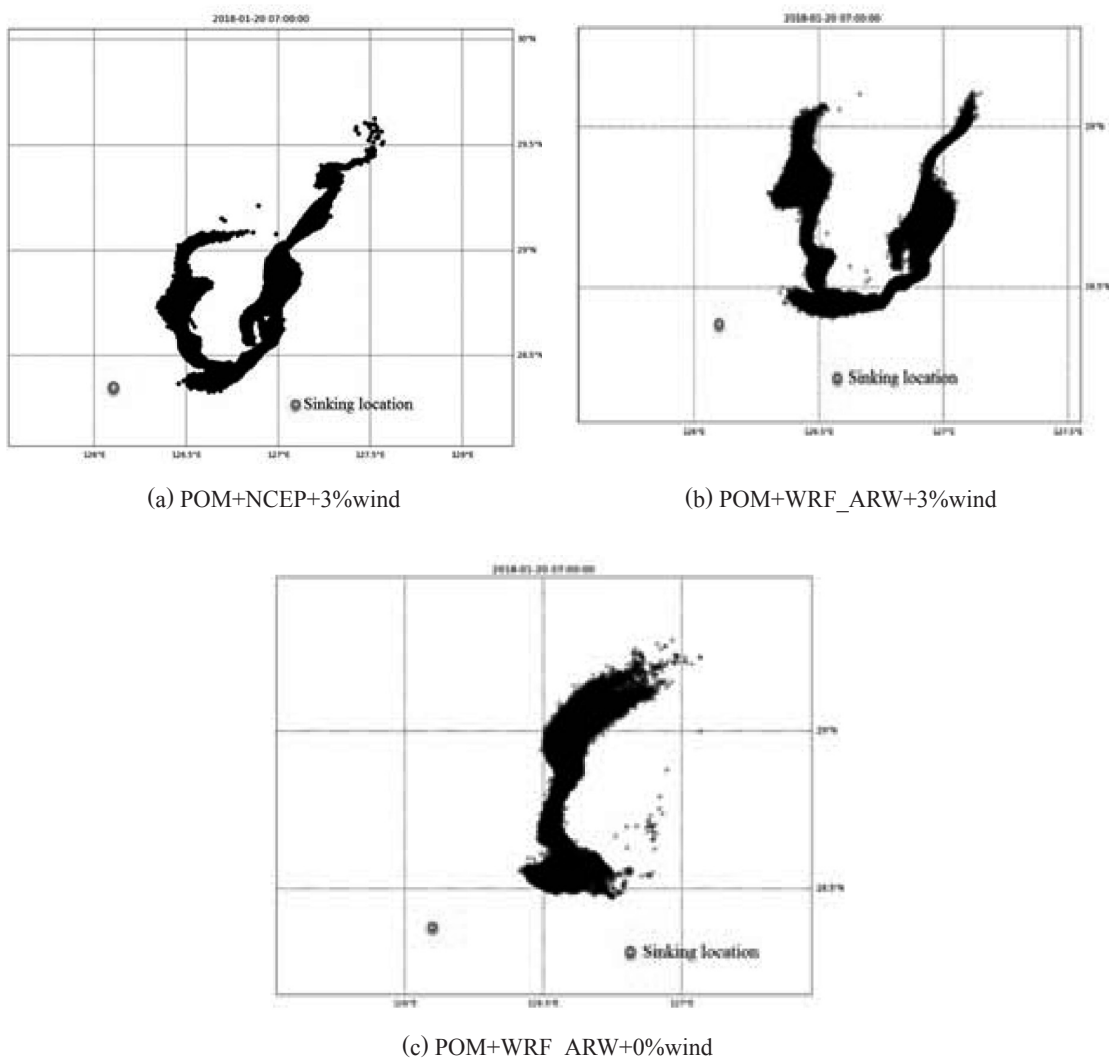 2018-01-20 07:00:00
30°N
29.5°N
29°N
28.5°N
Sinking location
126°E 126.5°E 127°E 127.5°E 128°E
(a) POM+NCEP+3%wind
2018-01-20 07:00:00
29°N
28.5°N
Sinking location
126°E 126.5°E 127°E 127.5°E
(b) POM+WRF_ARW+3%wind
2018-01-20 07:00:00
29°N
28.5°N
Sinking location
126°E 126.5°E 127°E
(c) POM+WRF_ARW+0%wind